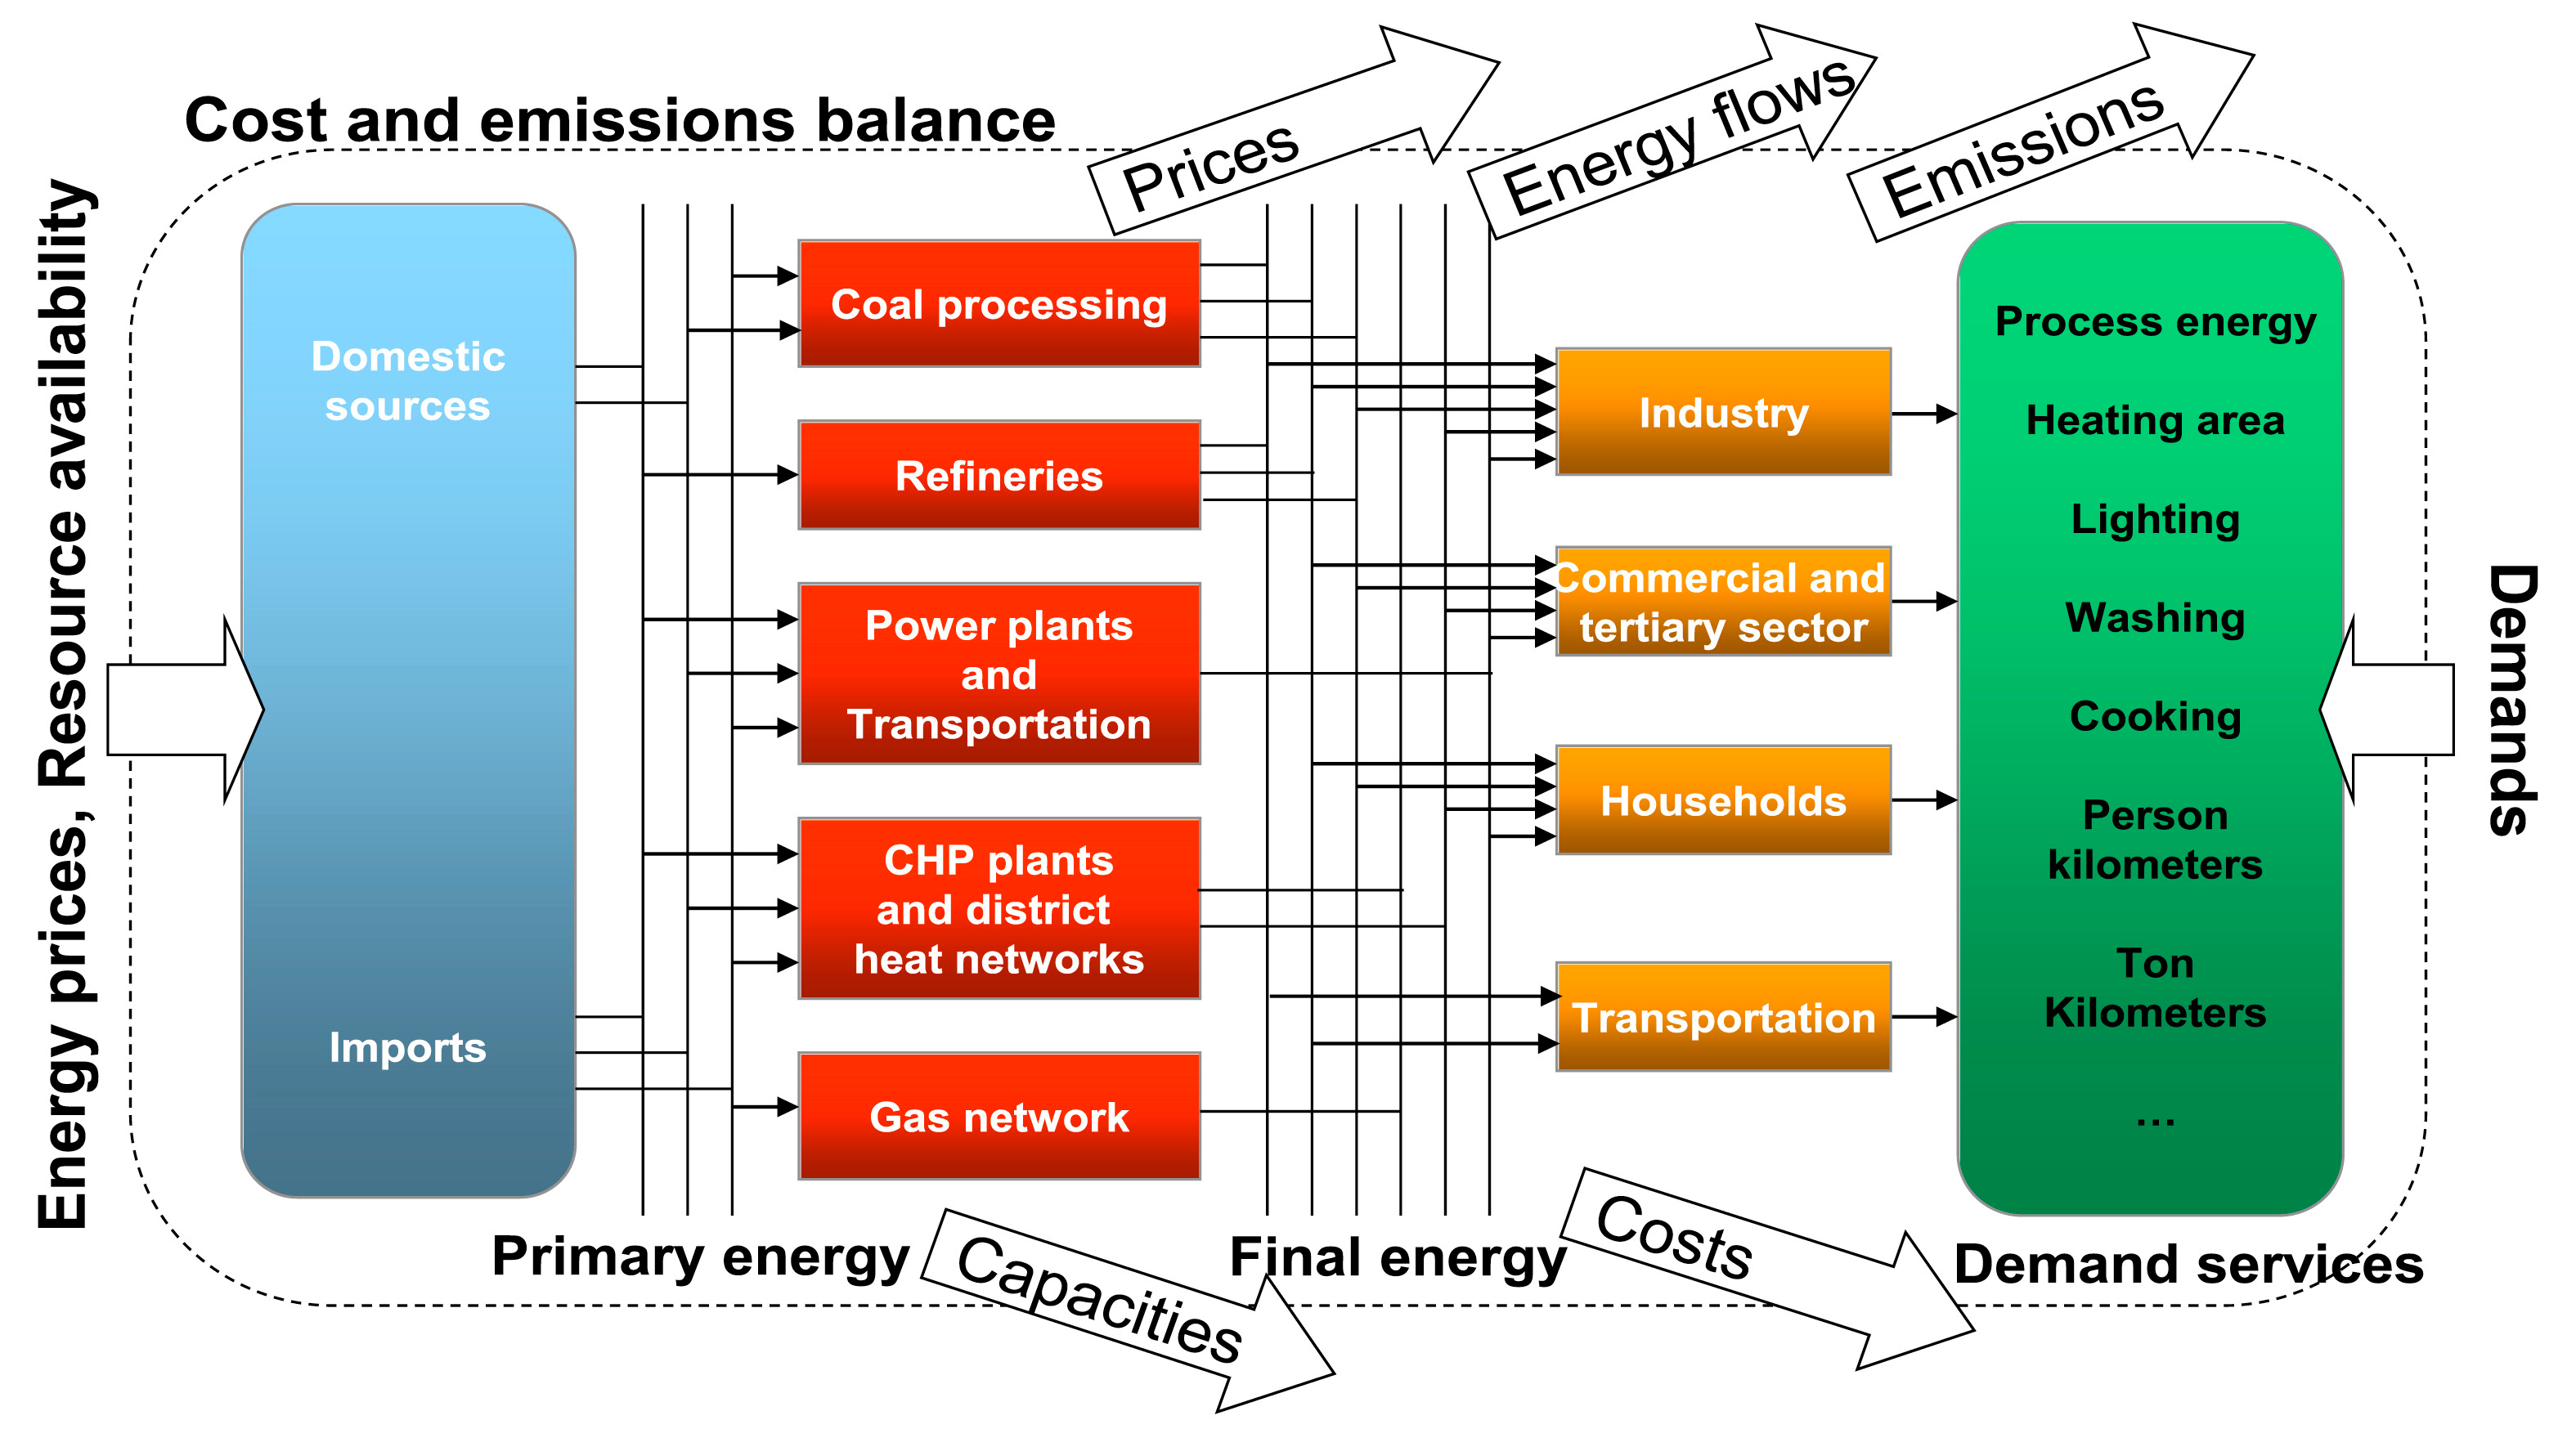 Cost and emissions balance
Prices
Energy flows
Emissions
Energy prices, Resource availability
Domestic
sources
Imports
Coal processing
Refineries
Power plants
and
Transportation
CHP plants
and district
heat networks
Gas network
Industry
Commercial and
tertiary sector
Households
Transportation
Process energy
Heating area
Lighting
Washing
Cooking
Person
kilometers
Ton
Kilometers
...
Demands
Primary energy
Capacities
Final energy
Costs
Demand services